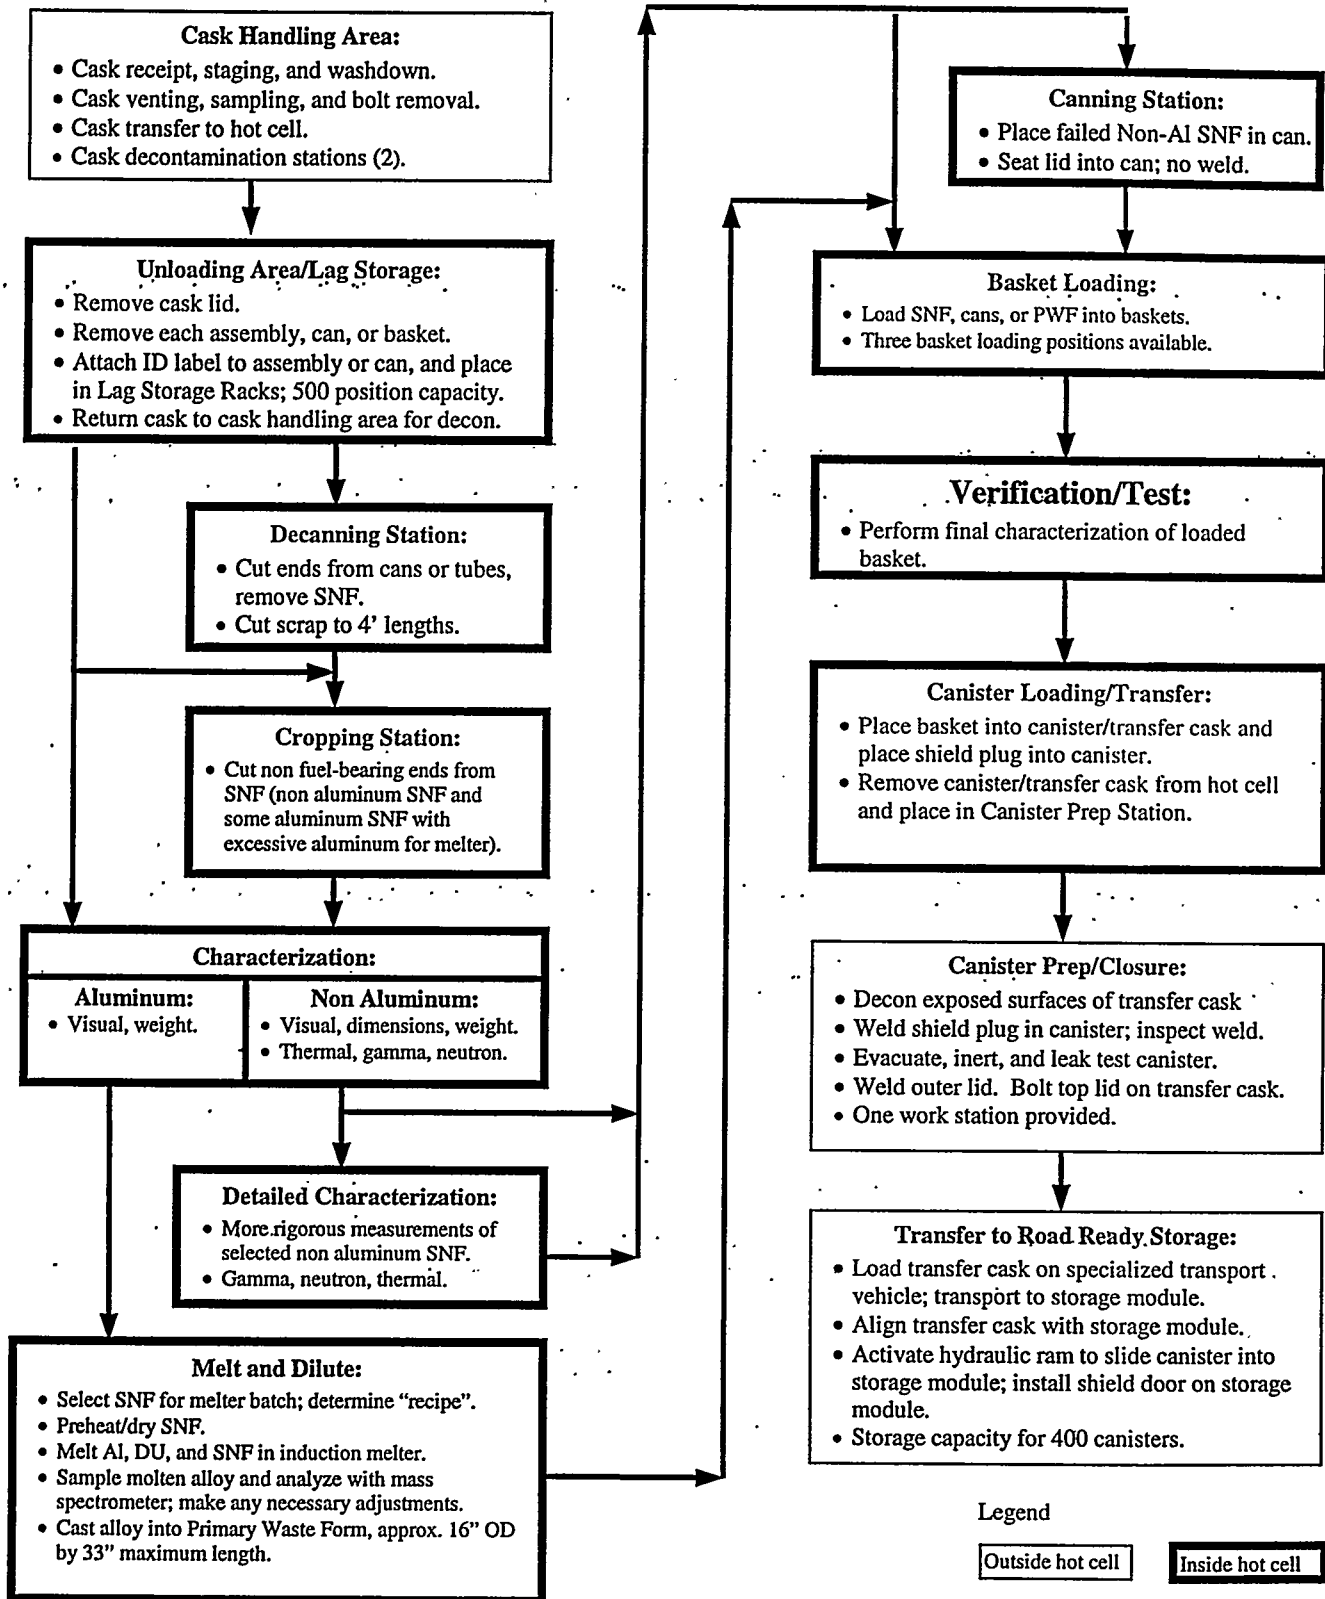 Cask Handling Area:
• Cask receipt, staging, and washdown.
• Cask venting, sampling, and bolt removal.
• Cask transfer to hot cell.
• Cask decontamination stations (2).
Unloading Area/Lag Storage:
• Remove cask lid.
• Remove each assembly, can, or basket.
• Attach ID label to assembly or can, and place
in Lag Storage Racks; 500 position capacity.
• Return cask to cask handling area for decon.
Decanning Station:
• Cut ends from cans or tubes,
remove SNF.
• Cut scrap to 4' lengths.
Cropping Station:
• Cut non fuel-bearing ends from
SNF (non aluminum SNF and
some aluminum SNF with
excessive aluminum for melter).
Characterization:
Aluminum:
• Visual, weight.
Non Aluminum:
• Visual, dimensions, weight.
• Thermal, gamma, neutron.
Detailed Characterization:
• More rigorous measurements of
selected non aluminum SNF.
• Gamma, neutron, thermal.
Melt and Dilute:
• Select SNF for melter batch; determine “recipe”.
• Preheat/dry SNF.
• Melt Al, DU, and SNF in induction melter.
• Sample molten alloy and analyze with mass
spectrometer; make any necessary adjustments.
• Cast alloy into Primary Waste Form, approx. 16” OD
by 33” maximum length.
Canning Station:
• Place failed Non-Al SNF in can.
• Seat lid into can; no weld.
Basket Loading:
• Load SNF, cans, or PWF into baskets.
• Three basket loading positions available.
Verification/Test:
• Perform final characterization of loaded
basket.
Canister Loading/Transfer:
• Place basket into canister/transfer cask and
place shield plug into canister.
• Remove canister/transfer cask from hot cell
and place in Canister Prep Station.
Canister Prep/Closure:
• Decon exposed surfaces of transfer cask
• Weld shield plug in canister; inspect weld.
• Evacuate, inert, and leak test canister.
• Weld outer lid. Bolt top lid on transfer cask.
• One work station provided.
Transfer to Road Ready Storage:
• Load transfer cask on specialized transport
vehicle; transport to storage module.
• Align transfer cask with storage module.
• Activate hydraulic ram to slide canister into
storage module; install shield door on storage
module.
• Storage capacity for 400 canisters.
Legend
Outside hot cell
Inside hot cell